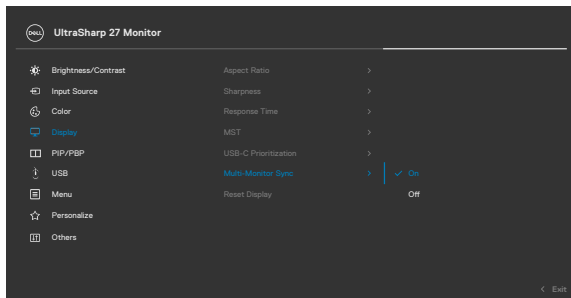 DELL UltraSharp 27 Monitor
Brightness/Contrast Aspect Ratio >
Input Source Sharpness >
Color Response Time >
Display MST >
PIP/PBP USB-C Prioritization >
USB Multi-Monitor Sync > ✓ On
Menu Reset Display Off
Personalize
Others
< Exit